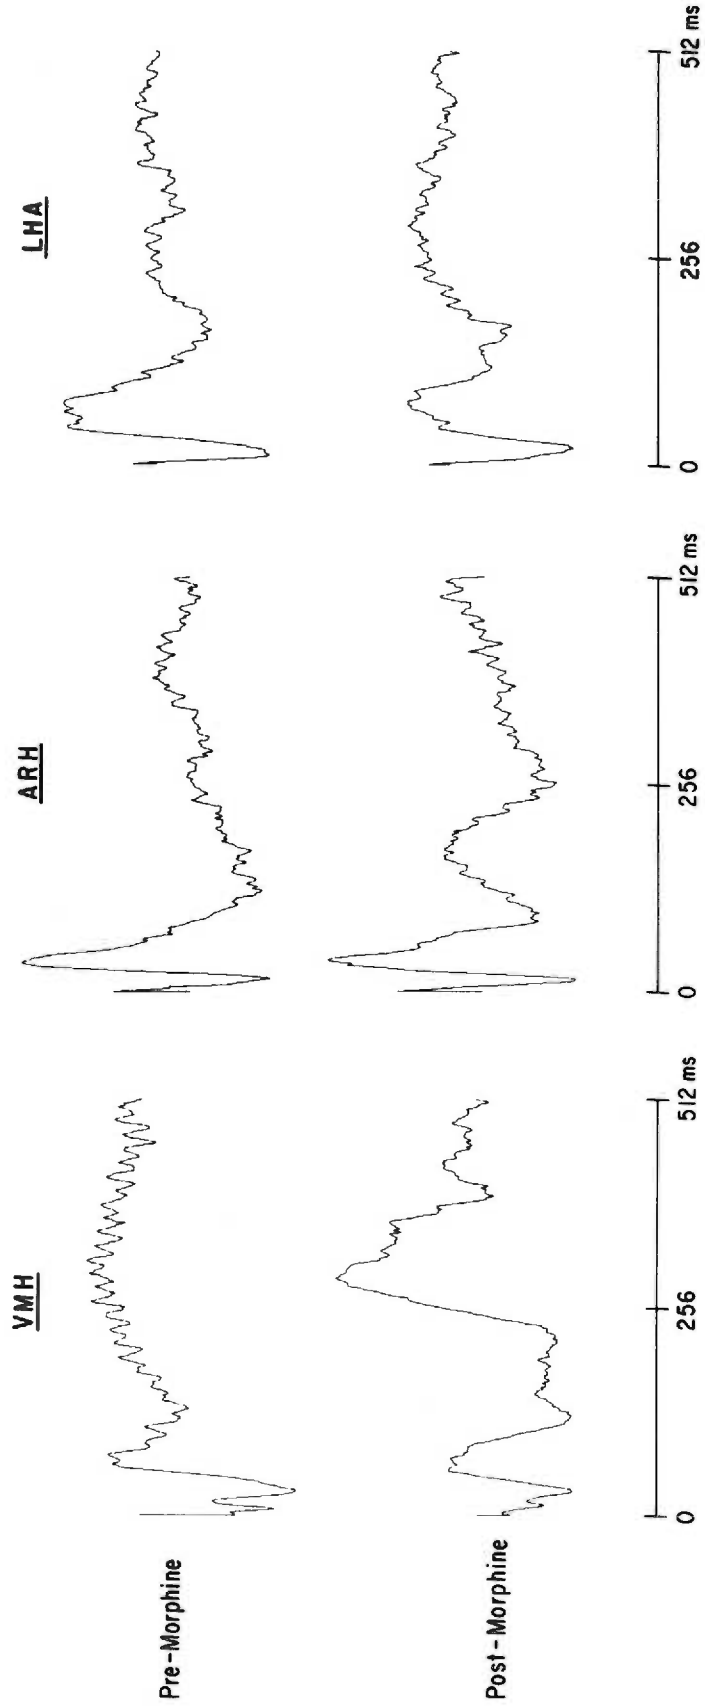 VMH
ARH
LHA
Pre-Morphine
Post-Morphine
0 256 512 ms
0 256 512 ms
0 256 512 ms